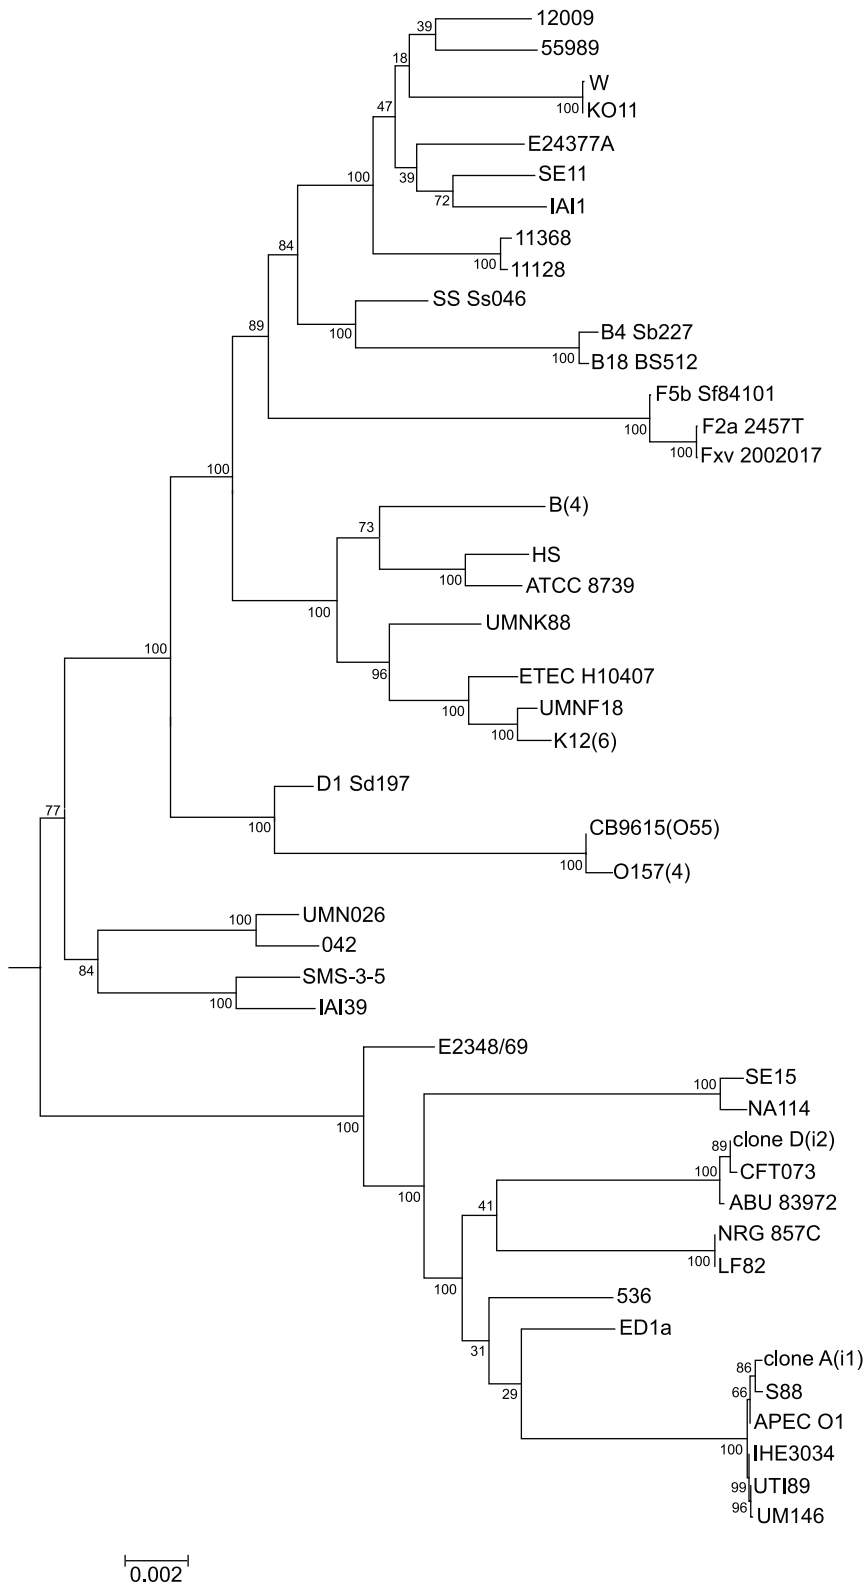 12009
39
55989
18
W
100
KO11
47
E24377A
39
SE11
72
IAI1
100
11368
100
11128
84
SS Ss046
100
B4 Sb227
100
B18 BS512
89
F5b Sf84101
100
F2a 2457T
100
Fxv 2002017
100
B(4)
73
HS
100
ATCC 8739
100
UMNK88
96
ETEC H10407
100
UMNF18
100
K12(6)
100
D1 Sd197
100
CB9615(O55)
100
O157(4)
77
UMN026
100
042
84
SMS-3-5
100
IAI39
E2348/69
100
SE15
100
NA114
100
clone D(i2)
89
CFT073
100
ABU 83972
41
NRG 857C
100
LF82
100
536
31
ED1a
29
clone A(i1)
86
S88
66
APEC O1
100
IHE3034
99
UTI89
96
UM146
0.002